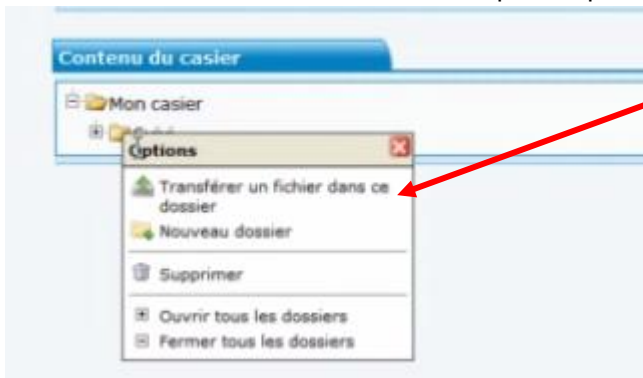 Contenu du casier
Mon casier
Options
Transférer un fichier dans ce
dossier
Nouveau dossier
Supprimer
Ouvrir tous les dossiers
Fermer tous les dossiers